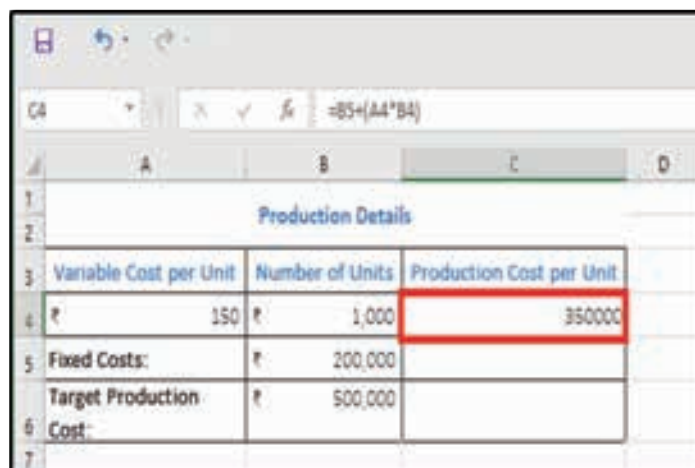 C4 fx =B5+(A4*B4)
A B C D
1
2 Production Details
3 Variable Cost per Unit Number of Units Production Cost per Unit
4 ₹ 150 ₹ 1,000 350000
5 Fixed Costs: ₹ 200,000
Target Production ₹ 500,000
6 Cost:
7